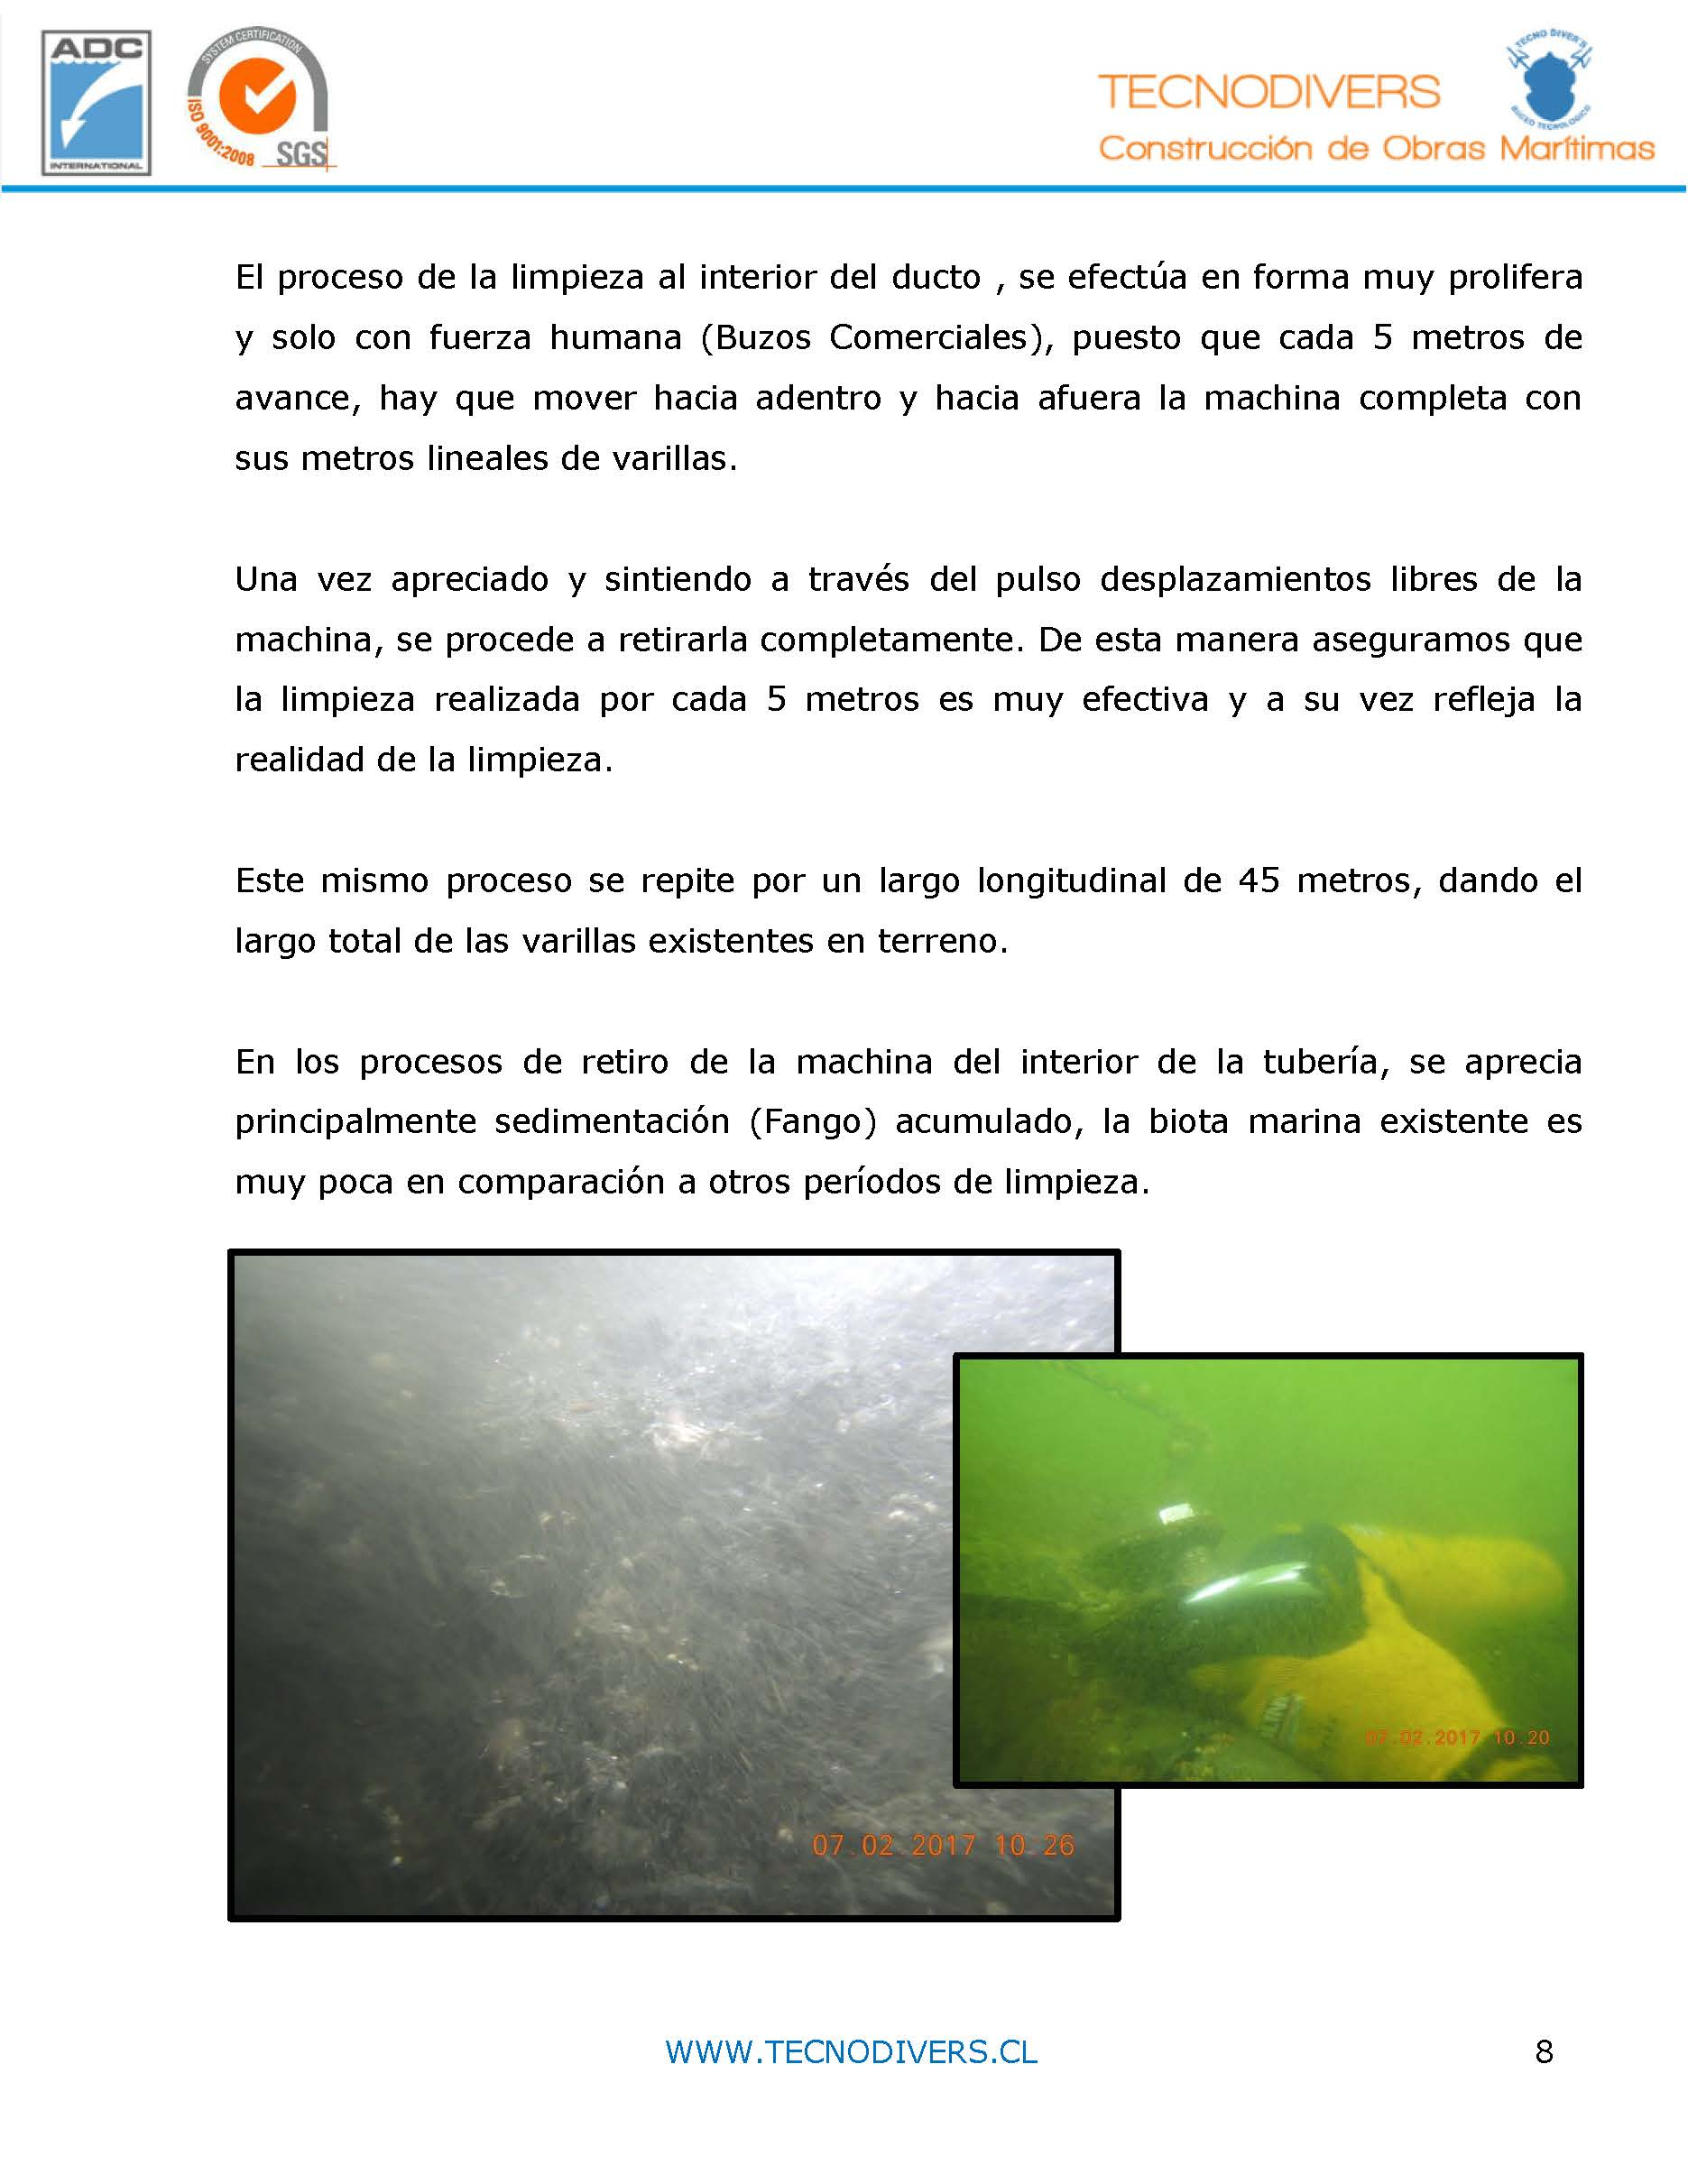 ADC
INTERNATIONAL
SYSTEM CERTIFICATION
ISO 9001:2008
SGS
TECNODIVERS
Construcción de Obras Marítimas
TECNO DIVER'S
BUCEO TECNOLOGICO
El proceso de la limpieza al interior del ducto , se efectúa en forma muy prolifera
y solo con fuerza humana (Buzos Comerciales), puesto que cada 5 metros de
avance, hay que mover hacia adentro y hacia afuera la machina completa con
sus metros lineales de varillas.
Una vez apreciado y sintiendo a través del pulso desplazamientos libres de la
machina, se procede a retirarla completamente. De esta manera aseguramos que
la limpieza realizada por cada 5 metros es muy efectiva y a su vez refleja la
realidad de la limpieza.
Este mismo proceso se repite por un largo longitudinal de 45 metros, dando el
largo total de las varillas existentes en terreno.
En los procesos de retiro de la machina del interior de la tubería, se aprecia
principalmente sedimentación (Fango) acumulado, la biota marina existente es
muy poca en comparación a otros períodos de limpieza.
07.02.2017 10.20
07.02.2017 10.26
WWW.TECNODIVERS.CL
8